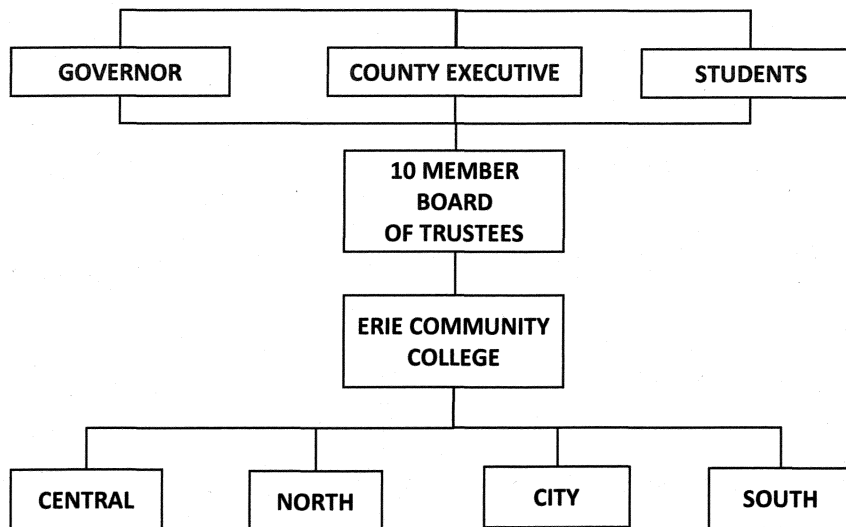 GOVERNOR
COUNTY EXECUTIVE
STUDENTS
10 MEMBER
BOARD
OF TRUSTEES
ERIE COMMUNITY
COLLEGE
CENTRAL
NORTH
CITY
SOUTH